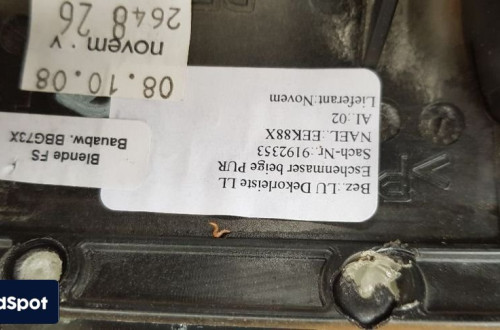 Bez.:LU Dekorleiste LL
Eschenmaser beige PUR
Sach-Nr.:9192353
NAEL.:EEK88X
AI.:02
Lieferant:Novem
Blende FS
Bauabw. BBG73X
08.10.08
novem · v
2648 26
dSpot